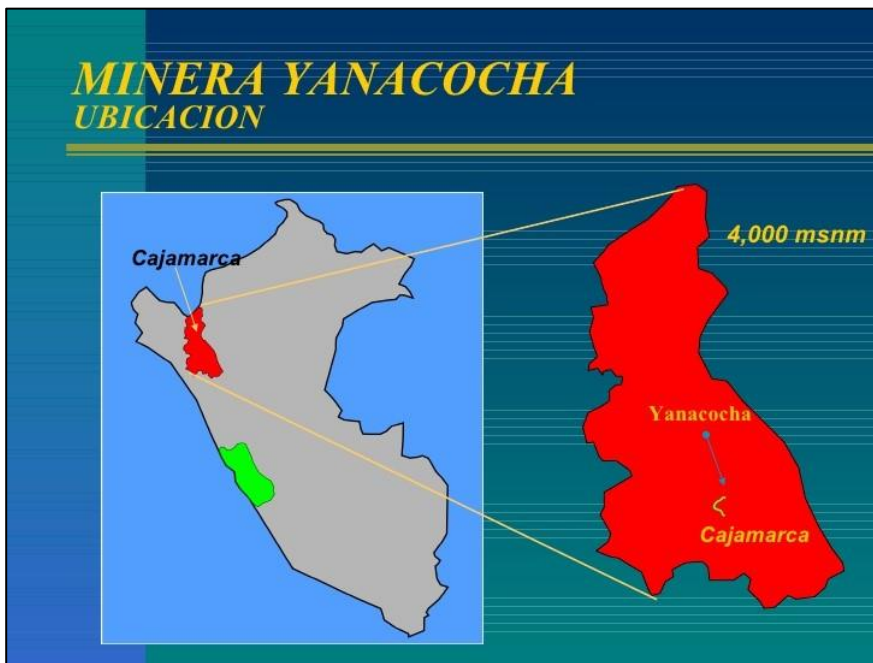 MINERA YANACOCHA
UBICACION
Cajamarca
4,000 msnm
Yanacocha
Cajamarca